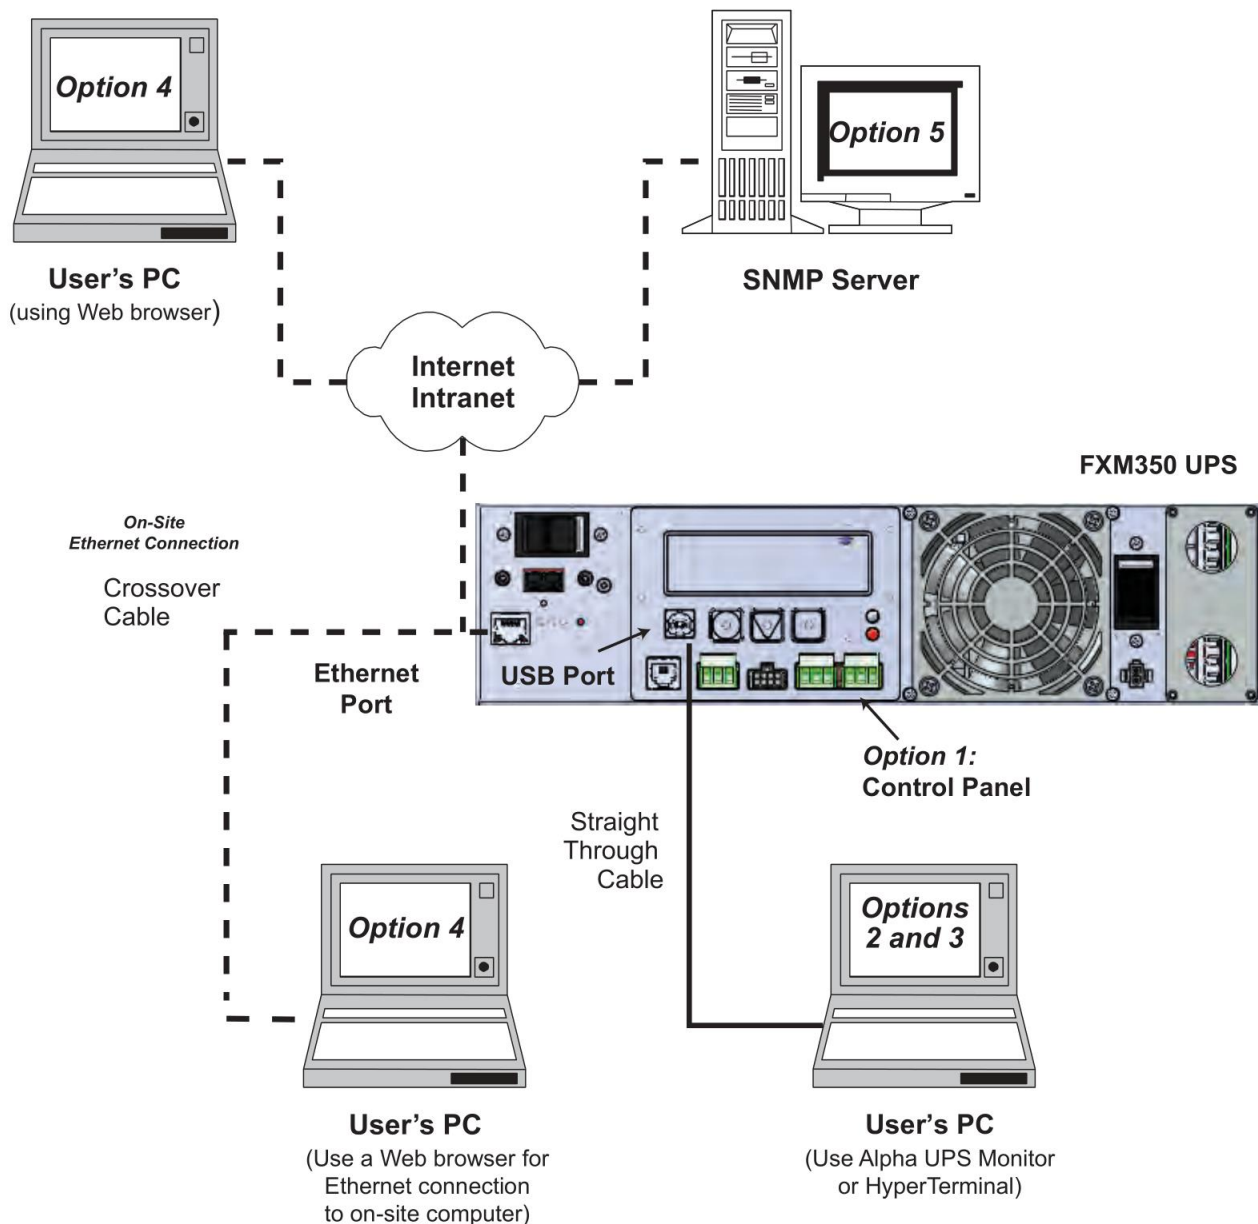 Option 4
Option 5
User's PC
(using Web browser)
SNMP Server
Internet
Intranet
FXM350 UPS
On-Site
Ethernet Connection
Crossover
Cable
Ethernet
Port
USB Port
Option 1:
Control Panel
Straight
Through
Cable
Option 4
Options
2 and 3
User's PC
(Use a Web browser for
Ethernet connection
to on-site computer)
User's PC
(Use Alpha UPS Monitor
or HyperTerminal)